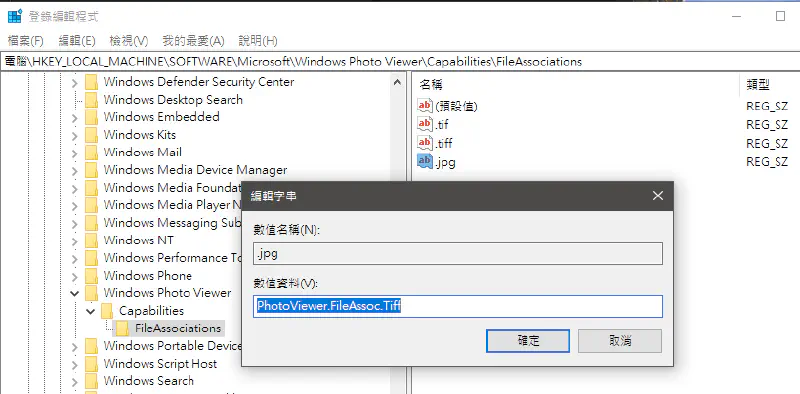 登錄編輯程式
檔案(F) 編輯(E) 檢視(V) 我的最愛(A) 說明(H)
電腦\HKEY_LOCAL_MACHINE\SOFTWARE\Microsoft\Windows Photo Viewer\Capabilities\FileAssociations
Windows Defender Security Center
Windows Desktop Search
Windows Embedded
Windows Kits
Windows Mail
Windows Media Device Manager
Windows Media Foundat
Windows Media Player N
Windows Messaging Sub
Windows NT
Windows Performance To
Windows Phone
Windows Photo Viewer
Capabilities
FileAssociations
Windows Portable Device
Windows Script Host
Windows Search
名稱 類型
ab (預設值) REG_SZ
ab .tif REG_SZ
ab .tiff REG_SZ
ab .jpg REG_SZ
編輯字串
數值名稱(N):
.jpg
數值資料(V):
PhotoViewer.FileAssoc.Tiff
確定 取消